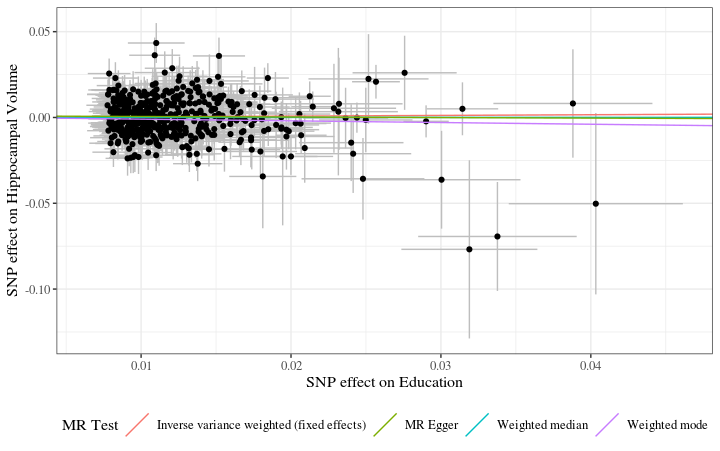 0.05
0.00
-0.05
-0.10
SNP effect on Hippocampal Volume
0.01 0.02 0.03 0.04
SNP effect on Education
MR Test Inverse variance weighted (fixed effects) MR Egger Weighted median Weighted mode